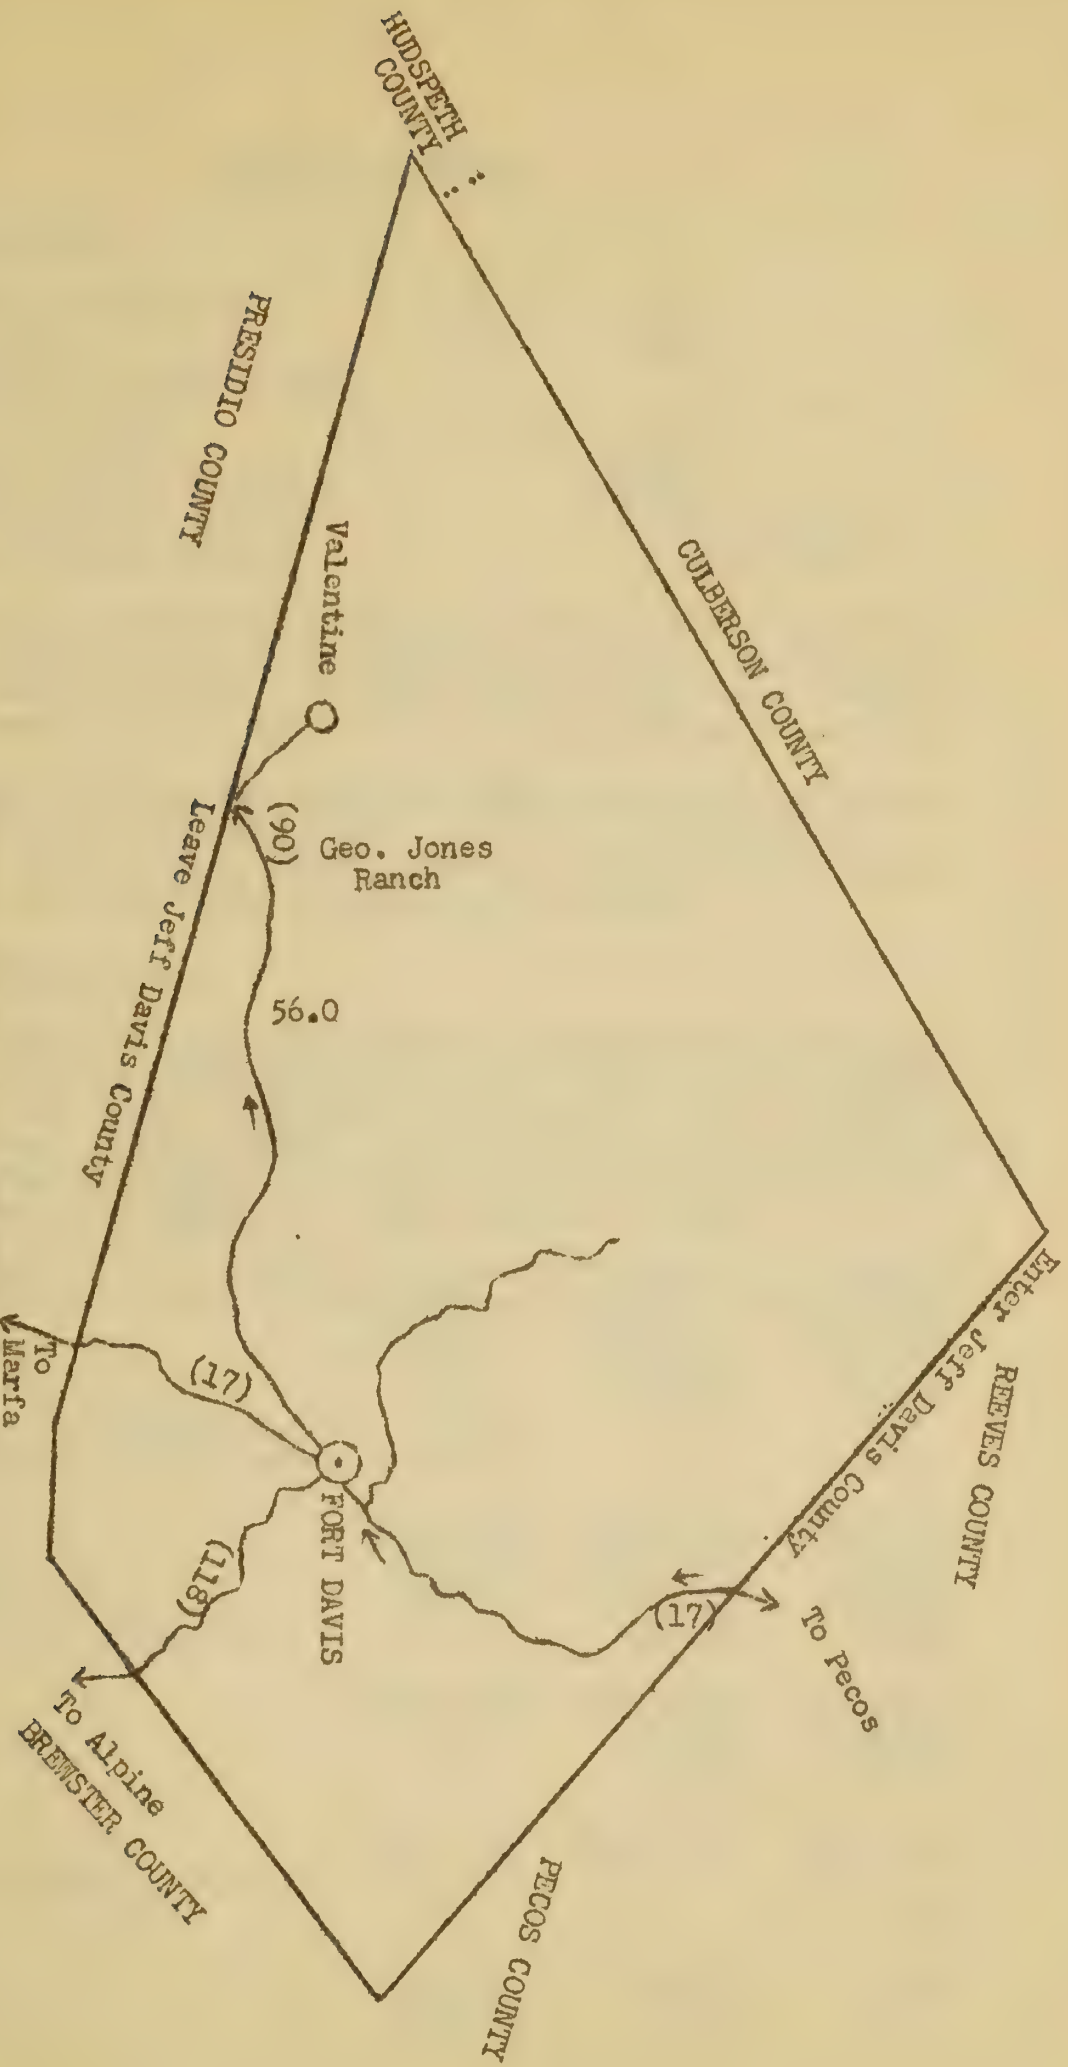 HUDSPETH
COUNTY
CULBERSON COUNTY
PRESIDIO COUNTY
Valentine
(90)
Geo. Jones
Ranch
Leave Jeff Davis County
56.0
Enter Jeff Davis County
REEVES COUNTY
To
Marfa
(17)
FORT DAVIS
(118)
(17)
To Pecos
To Alpine
BREWSTER COUNTY
PECOS COUNTY